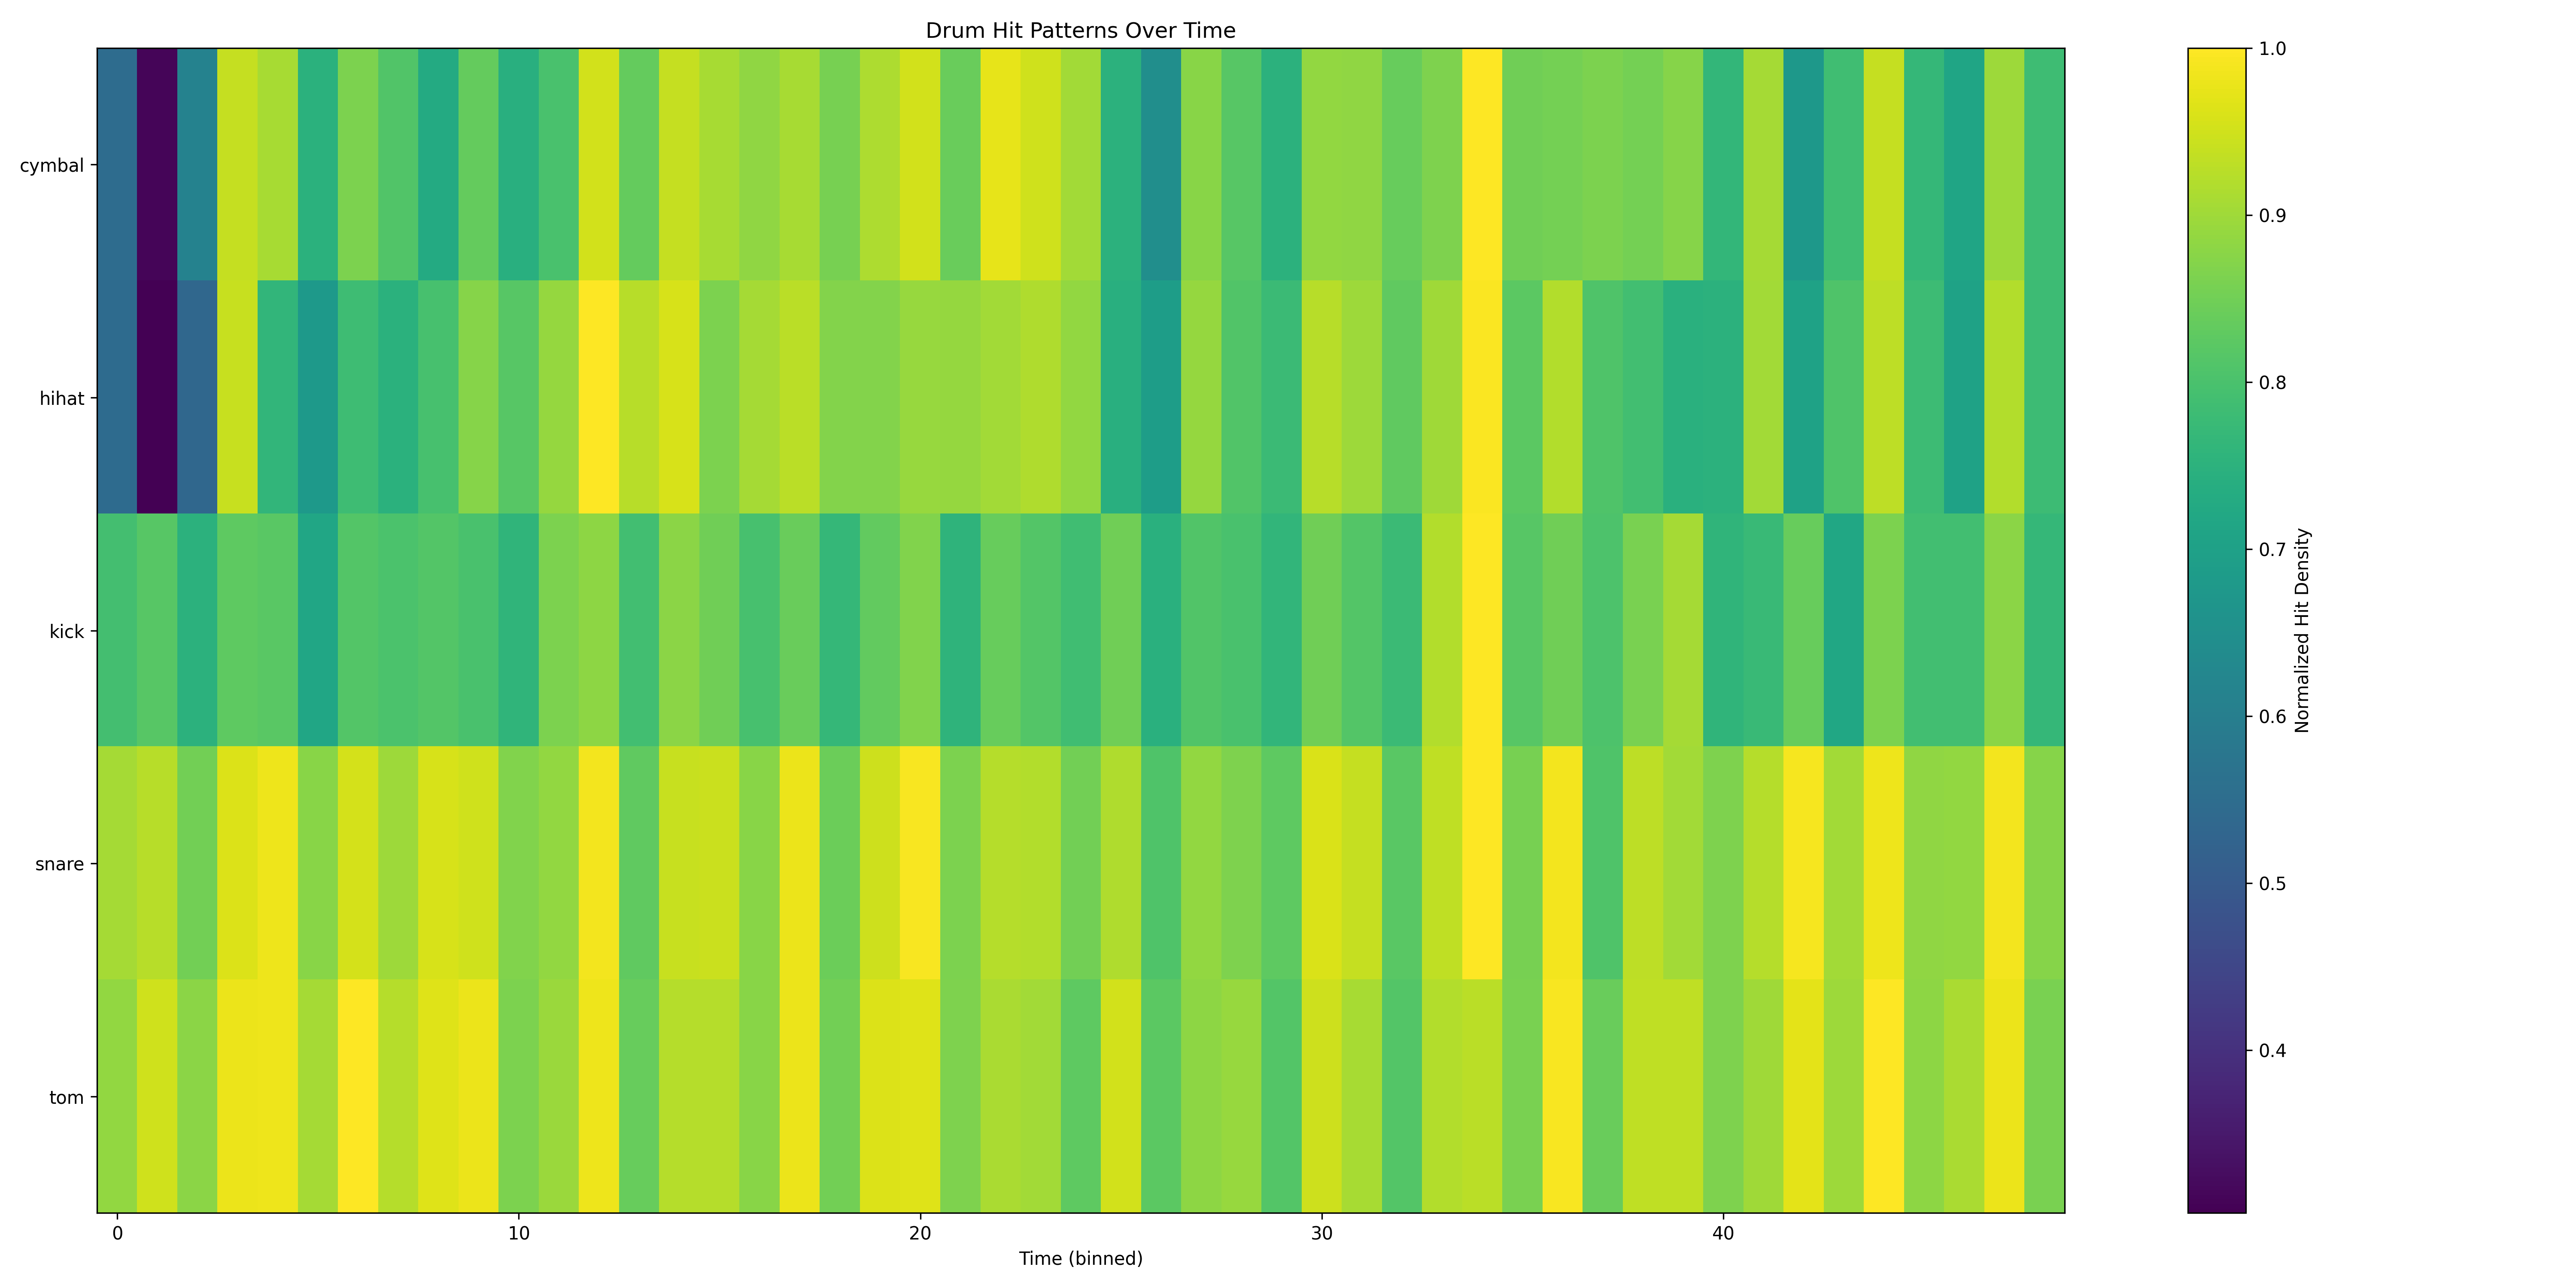 Drum Hit Patterns Over Time
cymbal
hihat
kick
snare
tom
0
10
20
30
40
Time (binned)
1.0
0.9
0.8
0.7
0.6
0.5
0.4
Normalized Hit Density